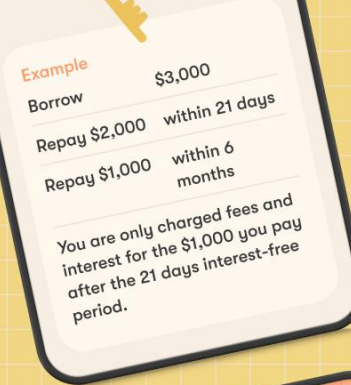 Example
Borrow $3,000
Repay $2,000 within 21 days
Repay $1,000 within 6
months
You are only charged fees and
interest for the $1,000 you pay
after the 21 days interest-free
period.